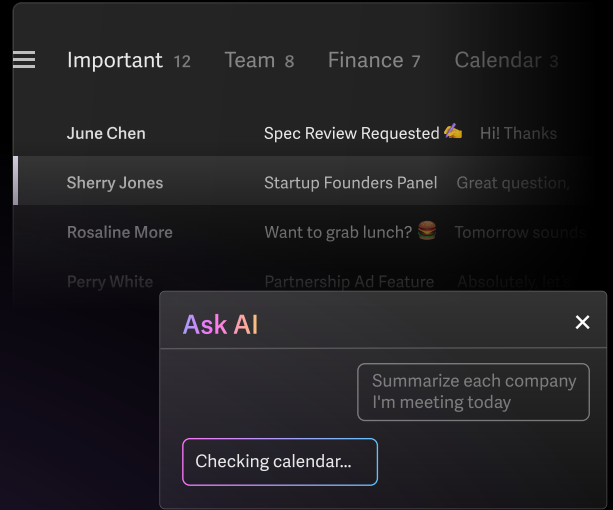 Important 12 Team 8 Finance 7 Calendar 3
June Chen Spec Review Requested ✍️ Hi! Thanks
Sherry Jones Startup Founders Panel Great question,
Rosaline More Want to grab lunch? 🍔 Tomorrow sounds
Perry White Partnership Ad Feature Absolutely, let's
Ask AI
Summarize each company
I'm meeting today
Checking calendar...